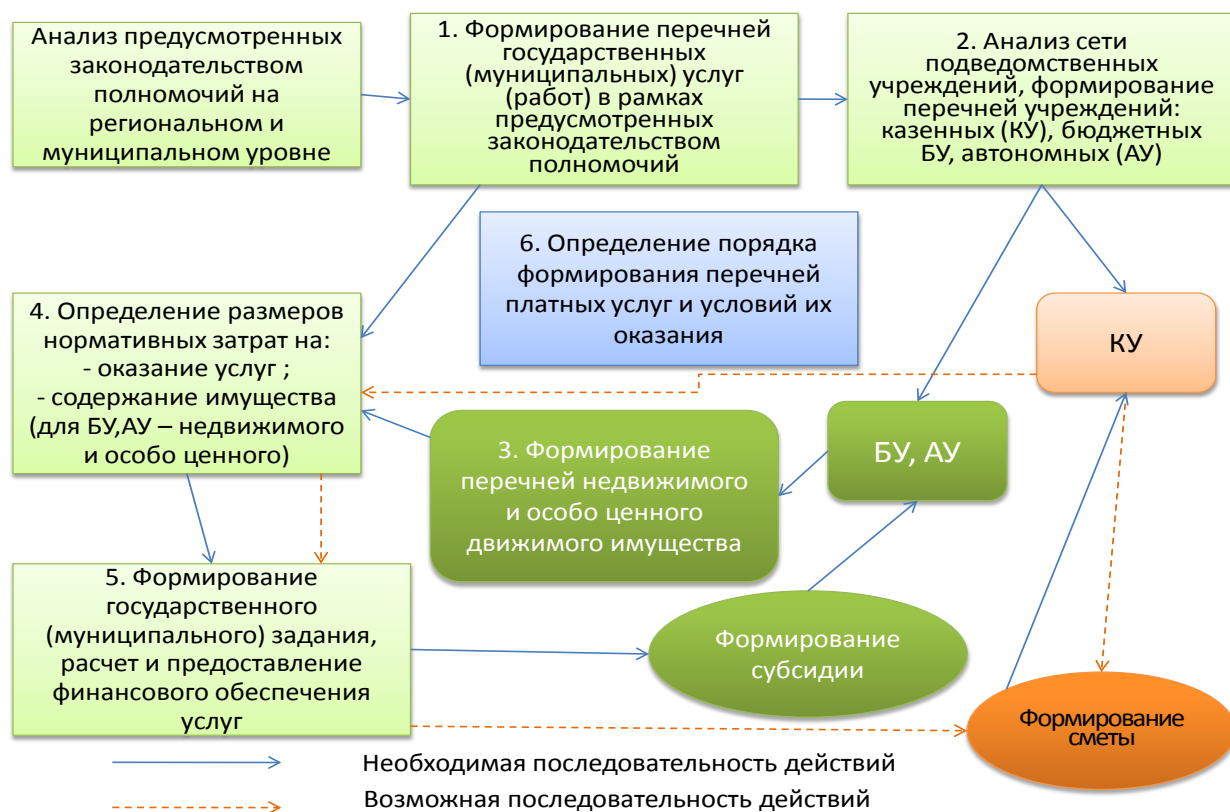 Анализ предусмотренных
законодательством
полномочий на
региональном и
муниципальном уровне
1. Формирование перечней
государственных
(муниципальных) услуг
(работ) в рамках
предусмотренных
законодательством
полномочий
2. Анализ сети
подведомственных
учреждений, формирование
перечней учреждений:
казенных (КУ), бюджетных
БУ, автономных (АУ)
6. Определение порядка
формирования перечней
платных услуг и условий их
оказания
4. Определение размеров
нормативных затрат на:
- оказание услуг ;
- содержание имущества
(для БУ,АУ – недвижимого
и особо ценного)
КУ
3. Формирование
перечней недвижимого
и особо ценного
движимого имущества
БУ, АУ
5. Формирование
государственного
(муниципального) задания,
расчет и предоставление
финансового обеспечения
услуг
Формирование
субсидии
Формирование
сметы
Необходимая последовательность действий
Возможная последовательность действий